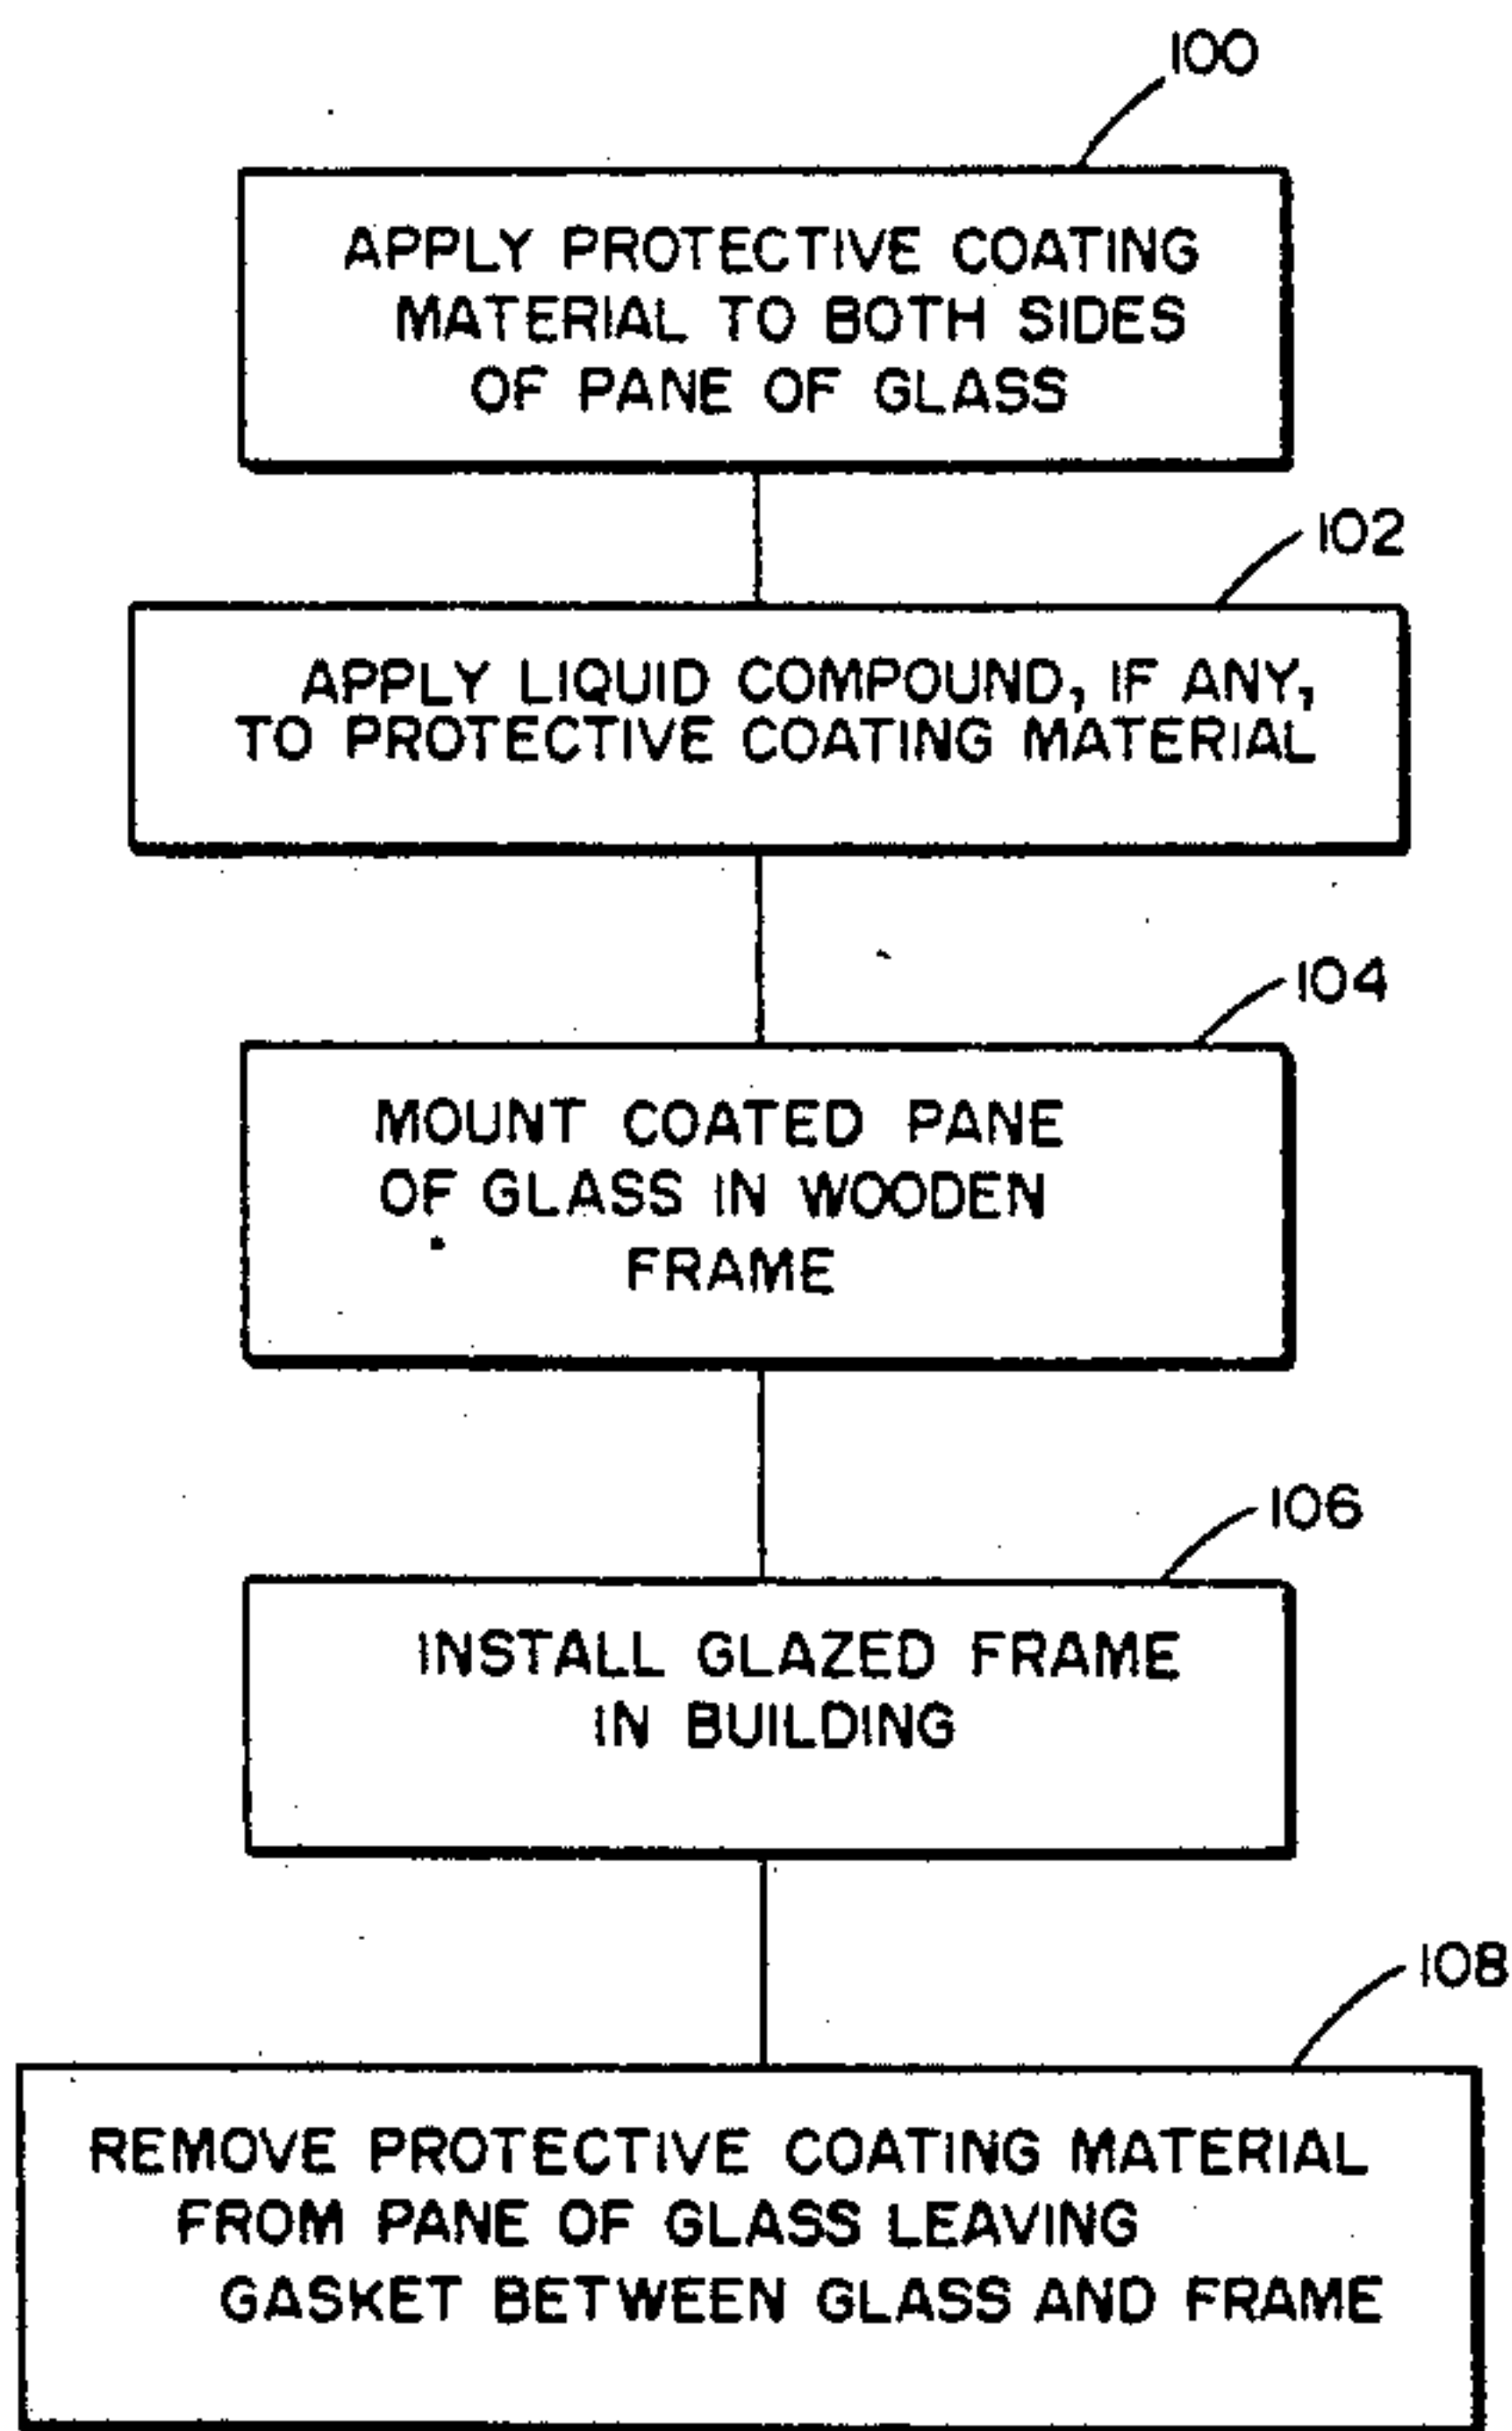 100
APPLY PROTECTIVE COATING
MATERIAL TO BOTH SIDES
OF PANE OF GLASS
102
APPLY LIQUID COMPOUND, IF ANY,
TO PROTECTIVE COATING MATERIAL
104
MOUNT COATED PANE
OF GLASS IN WOODEN
FRAME
106
INSTALL GLAZED FRAME
IN BUILDING
108
REMOVE PROTECTIVE COATING MATERIAL
FROM PANE OF GLASS LEAVING
GASKET BETWEEN GLASS AND FRAME